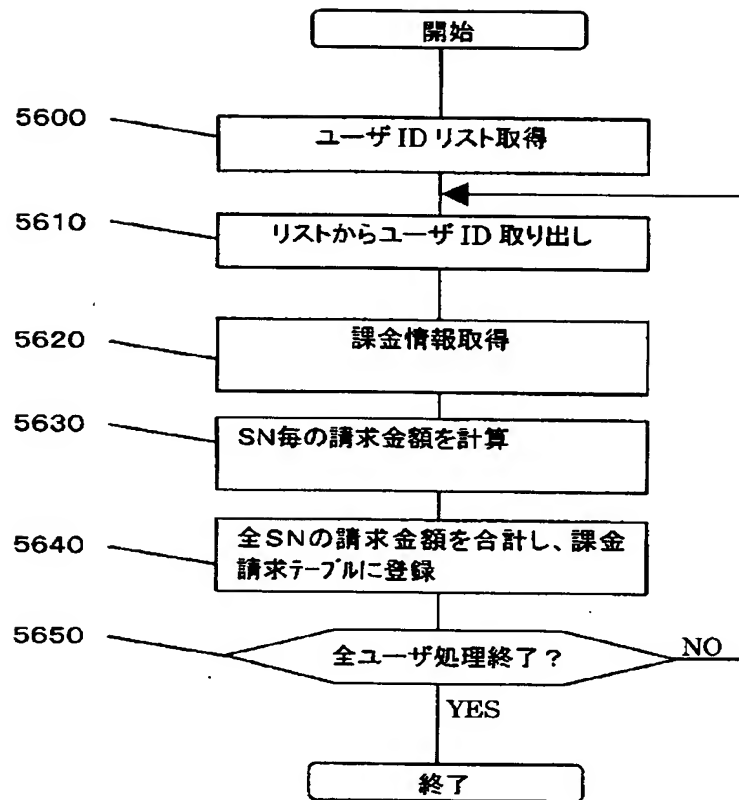 開始
5600
ユーザ ID リスト取得
5610
リストからユーザ ID 取り出し
5620
課金情報取得
5630
SN毎の請求金額を計算
5640
全SNの請求金額を合計し、課金
請求テーブルに登録
5650
全ユーザ処理終了？
NO
YES
終了